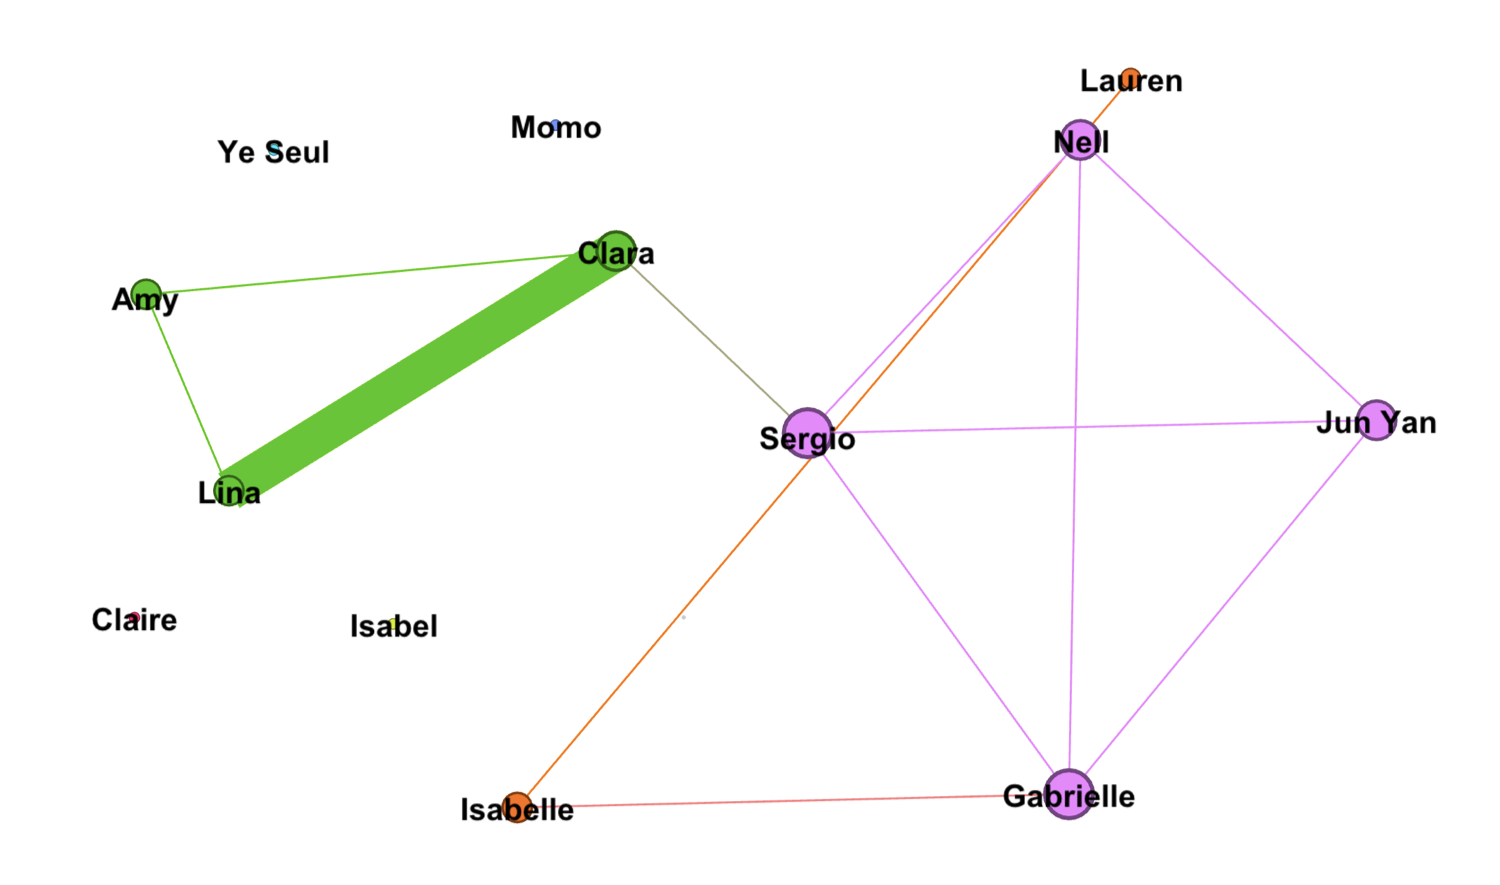 Lauren
Momo
Nell
Ye Seul
Clara
Amy
Jun Yan
Sergio
Lina
Claire
Isabel
Gabrielle
Isabelle